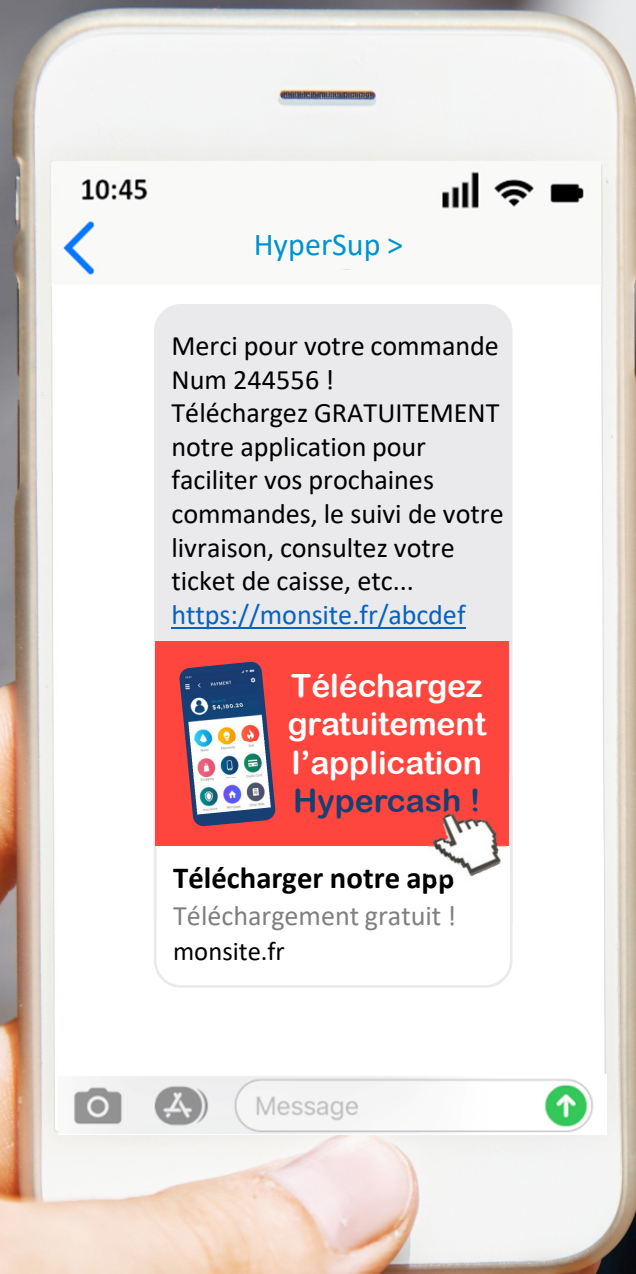 10:45
HyperSup >
Merci pour votre commande
Num 244556 !
Téléchargez GRATUITEMENT
notre application pour
faciliter vos prochaines
commandes, le suivi de votre
livraison, consultez votre
ticket de caisse, etc...
https://monsite.fr/abcdef
PAYMENT
$4,180.20
Téléchargez
gratuitement
l'application
Hypercash !
Télécharger notre app
Téléchargement gratuit !
monsite.fr
Message